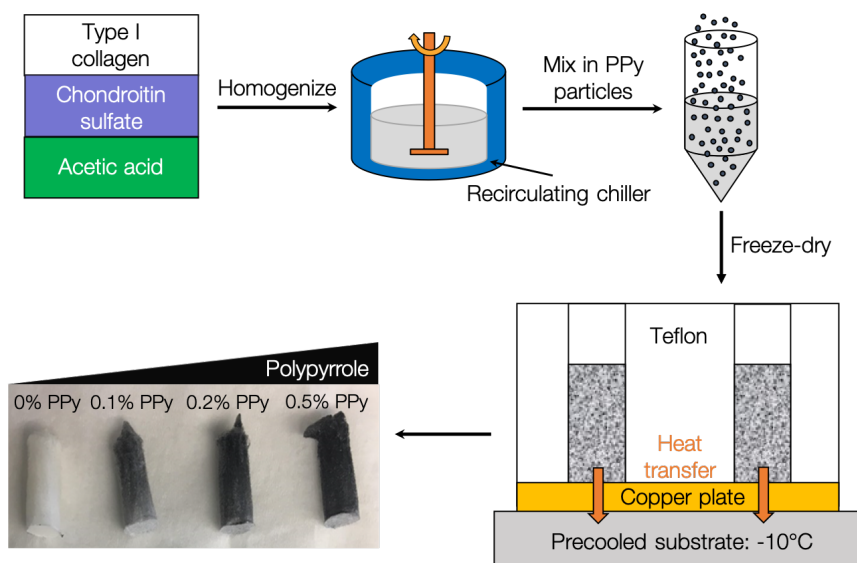 Type I
collagen
Chondroitin
sulfate
Acetic acid
Homogenize
Recirculating chiller
Mix in PPy
particles
Freeze-dry
Teflon
Heat
transfer
Copper plate
Precooled substrate: -10°C
Polypyrrole
0% PPy 0.1% PPy 0.2% PPy 0.5% PPy